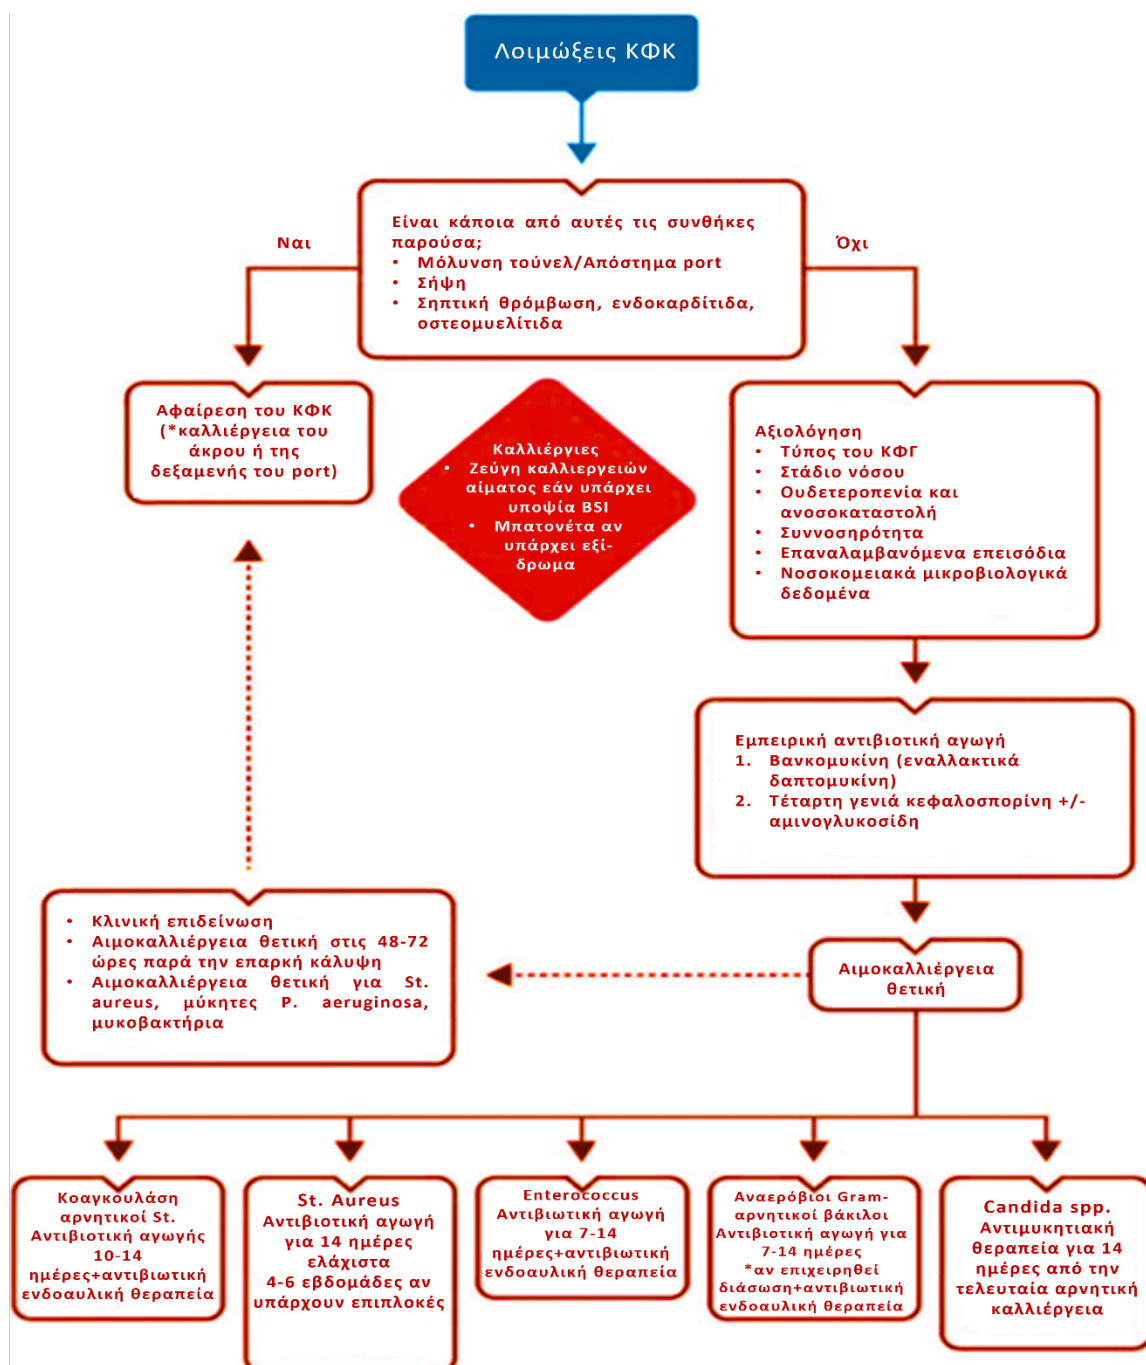 Λοιμώξεις ΚΦΚ
Είναι κάποια από αυτές τις συνθήκες
παρούσα;
• Μόλυνση τούνελ/Απόστημα port
• Σήψη
• Σηπτική θρόμβωση, ενδοκαρδίτιδα,
οστεομυελίτιδα
Ναι
Όχι
Αφαίρεση του ΚΦΚ
(*καλλιέργεια του
άκρου ή της
δεξαμενής του port)
Καλλιέργιες
• Ζεύγη καλλιεργειών
αίματος εάν υπάρχει
υποψία BSI
• Μπατονέτα αν
υπάρχει εξί-
δρωμα
Αξιολόγηση
• Τύπος του ΚΦΓ
• Στάδιο νόσου
• Ουδετεροπενία και
ανοσοκαταστολή
• Συννοσηρότητα
• Επαναλαμβανόμενα επεισόδια
• Νοσοκομειακά μικροβιολογικά
δεδομένα
Εμπειρική αντιβιοτική αγωγή
1. Βανκομυκίνη (εναλλακτικά
δαπτομυκίνη)
2. Τέταρτη γενιά κεφαλοσπορίνη +/-
αμινογλυκοσίδη
• Κλινική επιδείνωση
• Αιμοκαλλιέργεια θετική στις 48-72
ώρες παρά την επαρκή κάλυψη
• Αιμοκαλλιέργεια θετική για St.
aureus, μύκητες P. aeruginosa,
μυκοβακτήρια
Αιμοκαλλιέργεια
θετική
Κοαγκουλάση
αρνητικοί St.
Αντιβιοτική αγωγής
10-14
ημέρες+αντιβιωτική
ενδοαυλική θεραπεία
St. Aureus
Αντιβιοτική αγωγή
για 14 ημέρες
ελάχιστα
4-6 εβδομάδες αν
υπάρχουν επιπλοκές
Enterococcus
Αντιβιωτική αγωγή
για 7-14
ημέρες+αντιβιωτική
ενδοαυλική θεραπεία
Αναερόβιοι Gram-
αρνητικοί βάκιλοι
Αντιβιοτική αγωγή για
7-14 ημέρες
*αν επιχειρηθεί
διάσωση+αντιβιωτική
ενδοαυλική θεραπεία
Candida spp.
Αντιμυκητιακή
θεραπεία για 14
ημέρες από την
τελευταία αρνητική
καλλιέργεια